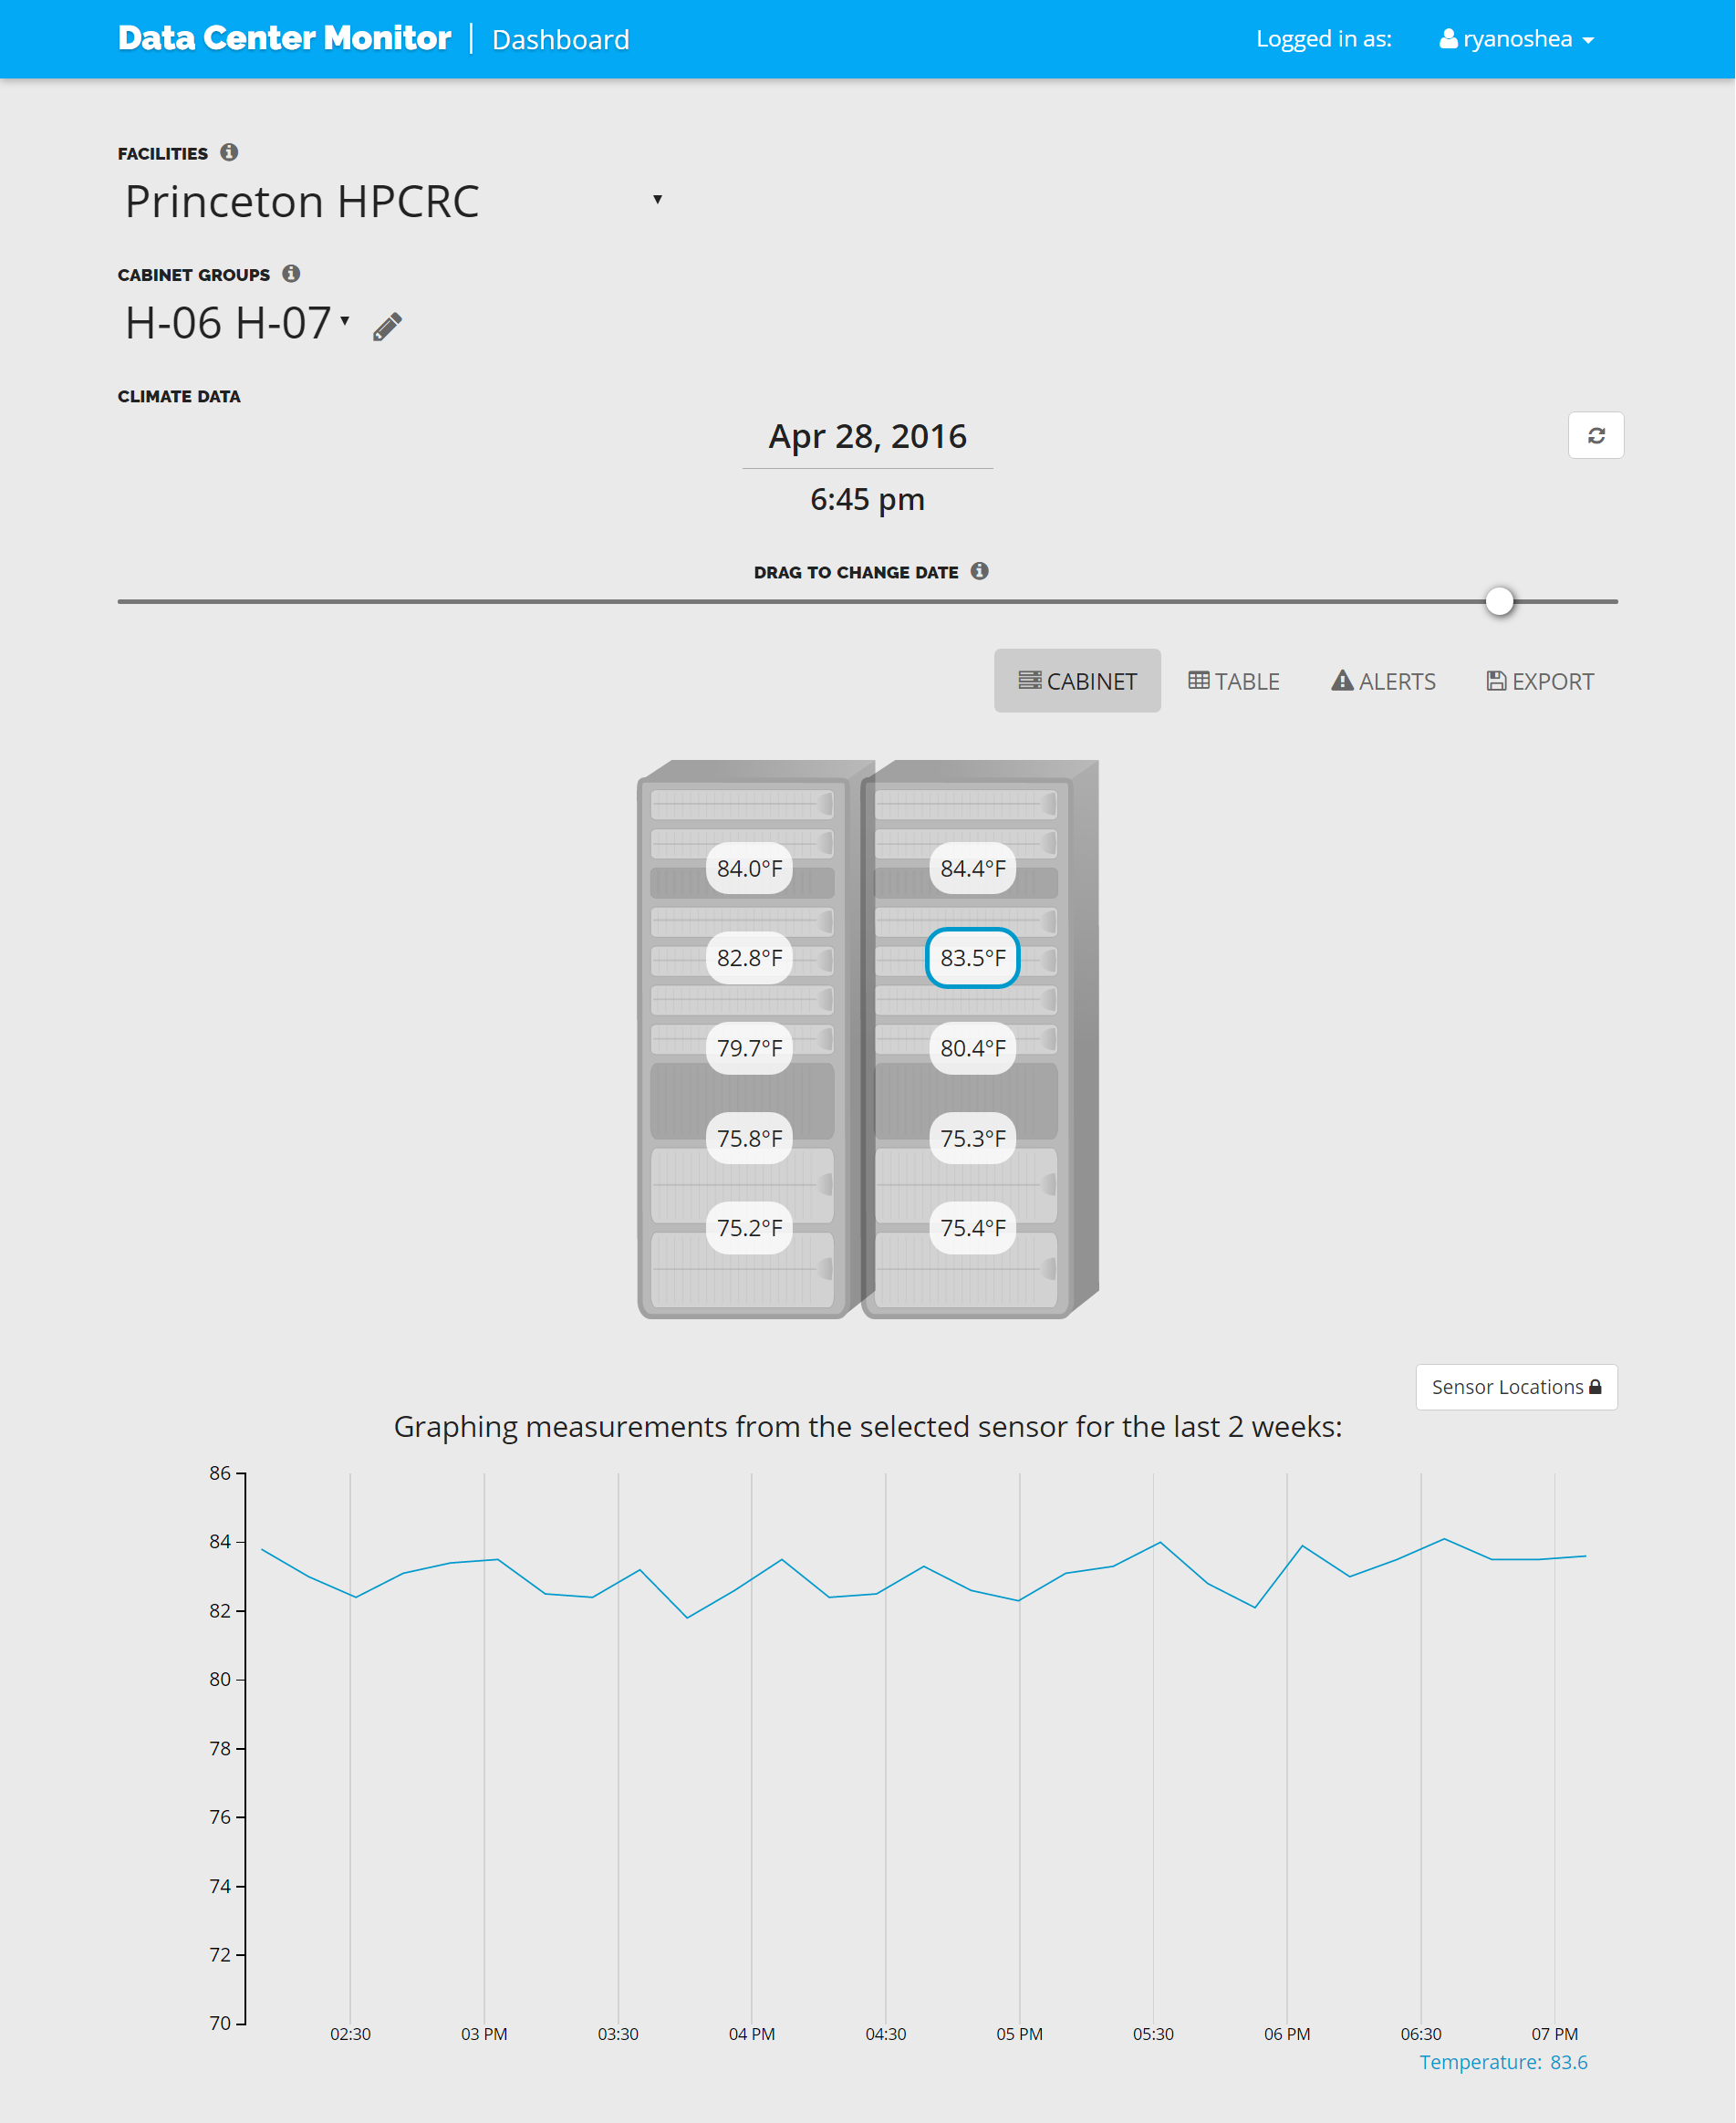 Data Center Monitor | Dashboard
Logged in as: ryanoshea
FACILITIES
Princeton HPCRC
CABINET GROUPS
H-06 H-07
CLIMATE DATA
Apr 28, 2016
6:45 pm
DRAG TO CHANGE DATE
CABINET TABLE ALERTS EXPORT
84.0°F 84.4°F
82.8°F 83.5°F
79.7°F 80.4°F
75.8°F 75.3°F
75.2°F 75.4°F
Sensor Locations
Graphing measurements from the selected sensor for the last 2 weeks:
86
84
82
80
78
76
74
72
70
02:30 03 PM 03:30 04 PM 04:30 05 PM 05:30 06 PM 06:30 07 PM
Temperature: 83.6